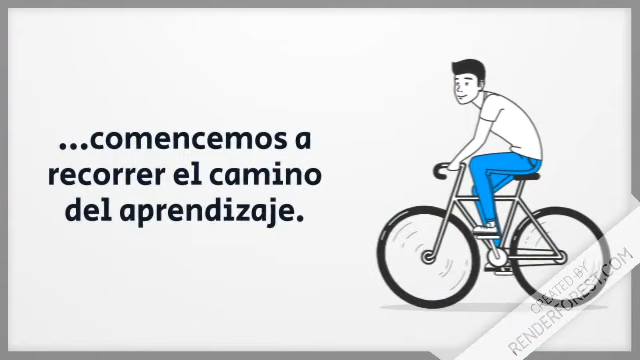 ...comencemos a
recorrer el camino
del aprendizaje.
CREATED BY
RENDERFOREST.COM